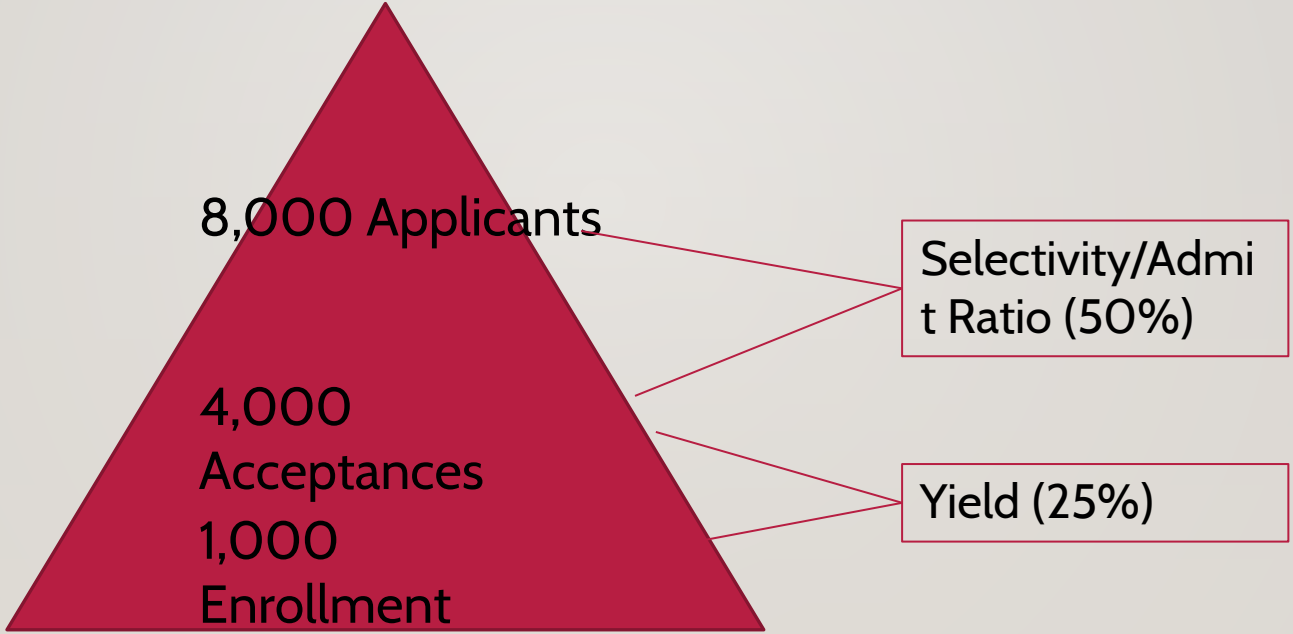 8,000 Applicants
4,000
Acceptances
1,000
Enrollment
Selectivity/Admi
t Ratio (50%)
Yield (25%)